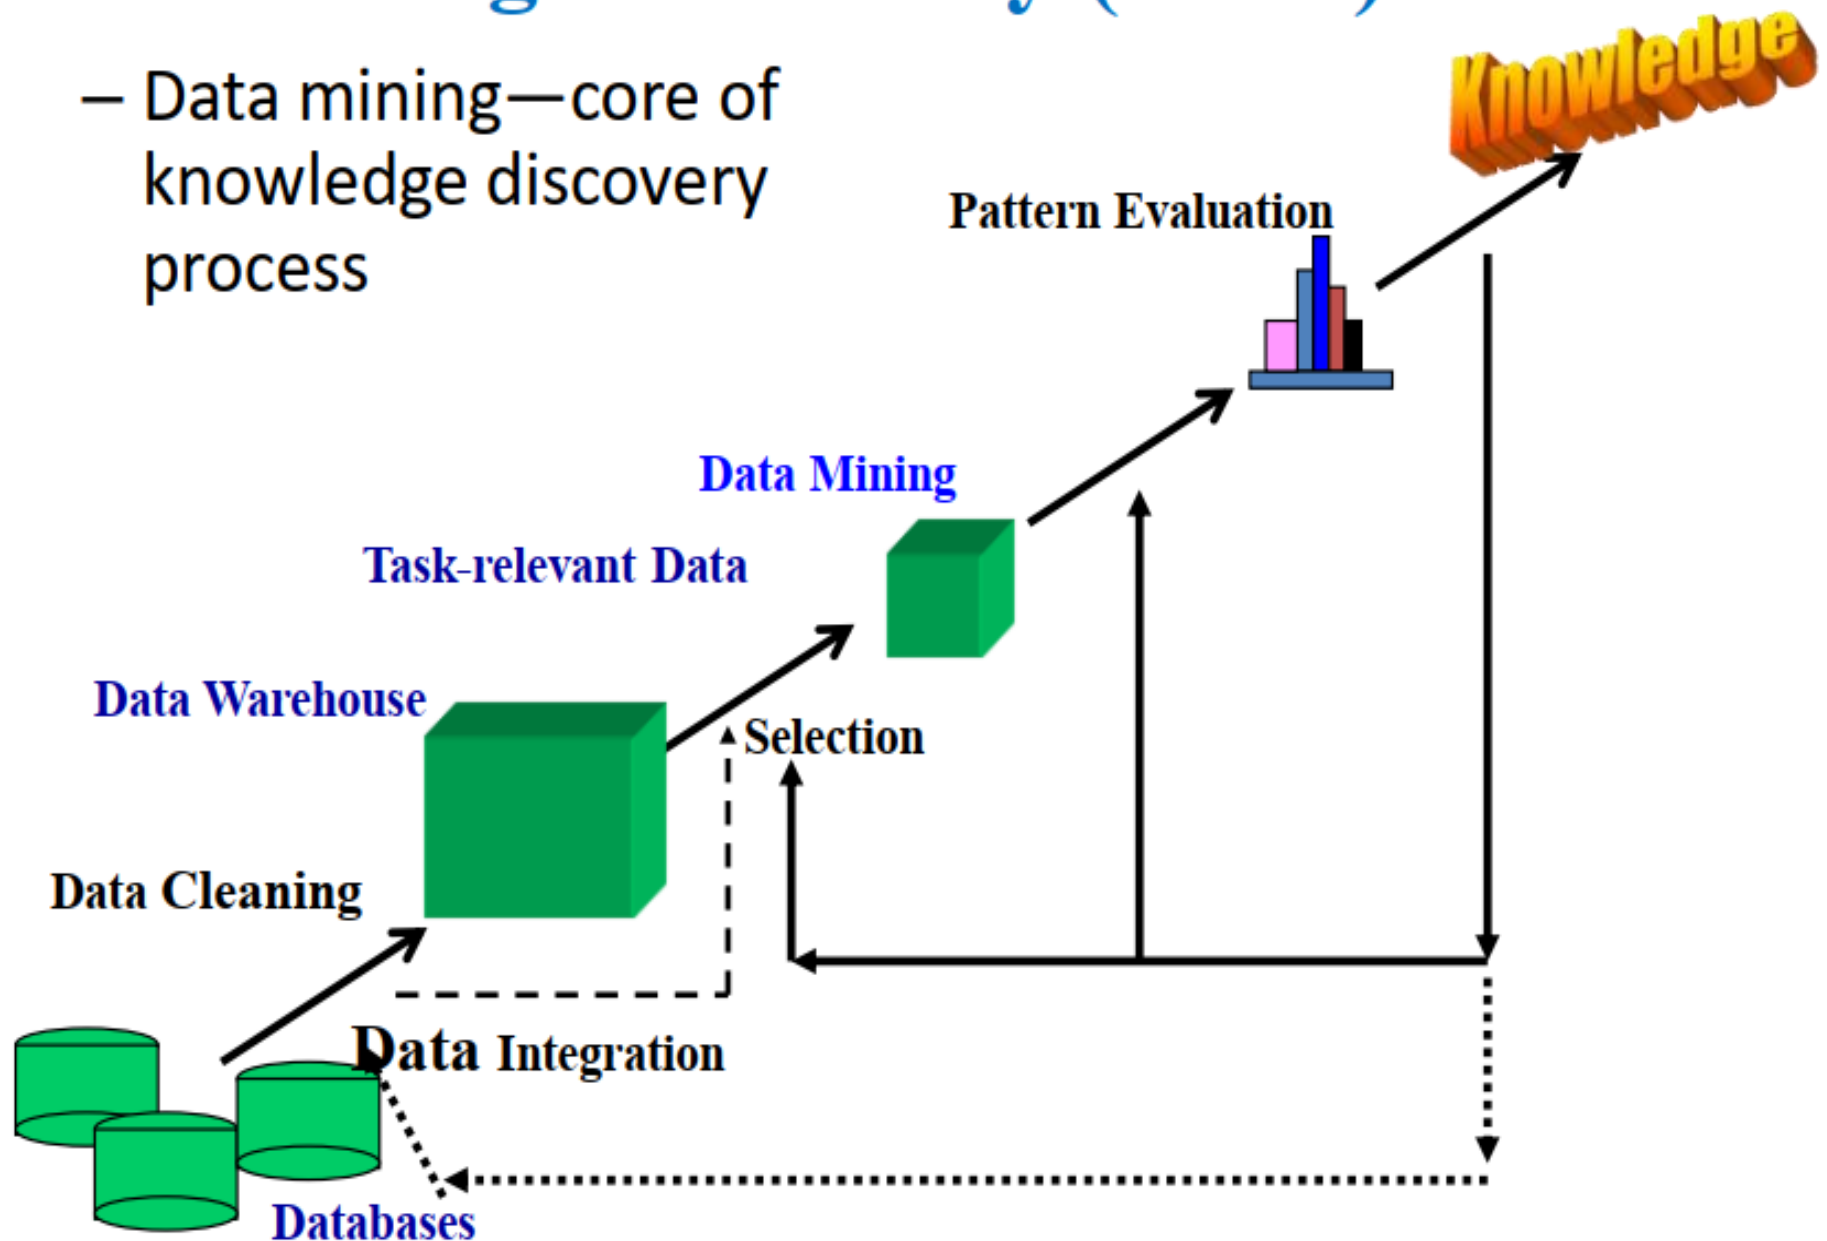 – Data mining—core of
knowledge discovery
process
Knowledge
Pattern Evaluation
Data Mining
Task-relevant Data
Data Warehouse
Selection
Data Cleaning
Data Integration
Databases